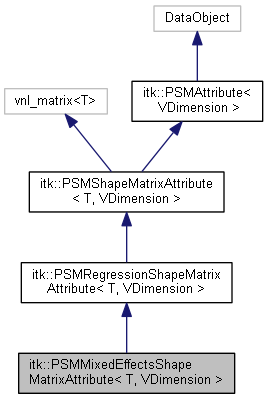 DataObject
vnl_matrix<T>
itk::PSMAttribute<
VDimension >
itk::PSMShapeMatrixAttribute
< T, VDimension >
itk::PSMRegressionShapeMatrix
Attribute< T, VDimension >
itk::PSMMixedEffectsShape
MatrixAttribute< T, VDimension >